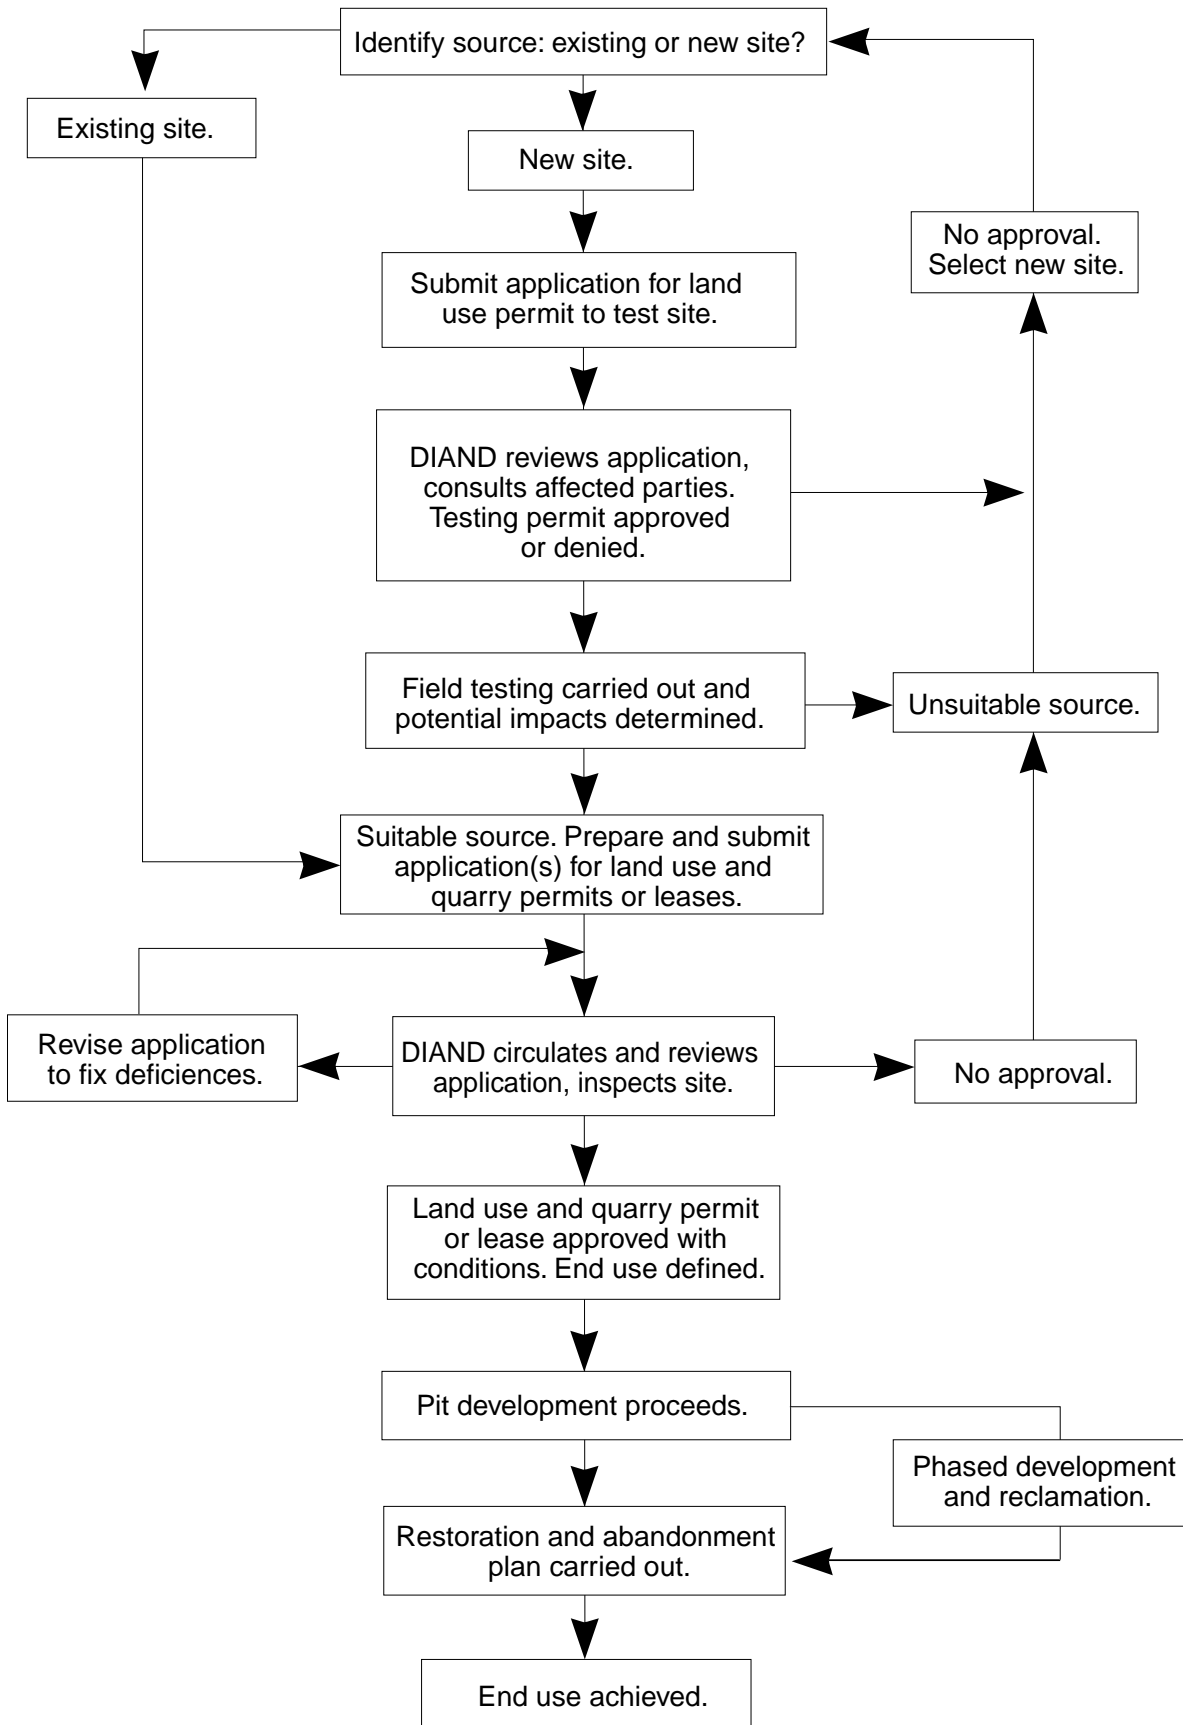 Identify source: existing or new site?
Existing site.
New site.
No approval.
Select new site.
Submit application for land
use permit to test site.
DIAND reviews application,
consults affected parties.
Testing permit approved
or denied.
Field testing carried out and
potential impacts determined.
Unsuitable source.
Suitable source. Prepare and submit
application(s) for land use and
quarry permits or leases.
Revise application
to fix deficiences.
DIAND circulates and reviews
application, inspects site.
No approval.
Land use and quarry permit
or lease approved with
conditions. End use defined.
Pit development proceeds.
Phased development
and reclamation.
Restoration and abandonment
plan carried out.
End use achieved.